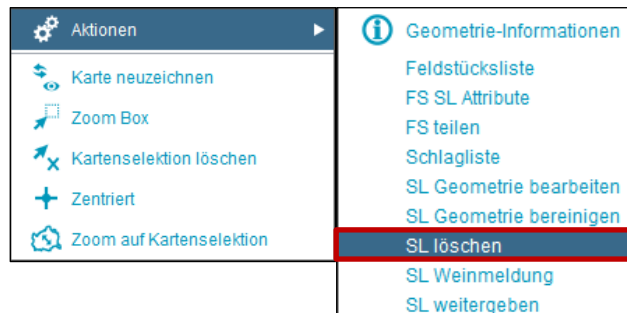 Aktionen
Karte neuzeichnen
Zoom Box
Kartenselektion löschen
Zentriert
Zoom auf Kartenselektion
Geometrie-Informationen
Feldstücksliste
FS SL Attribute
FS teilen
Schlagliste
SL Geometrie bearbeiten
SL Geometrie bereinigen
SL löschen
SL Weinmeldung
SL weitergeben